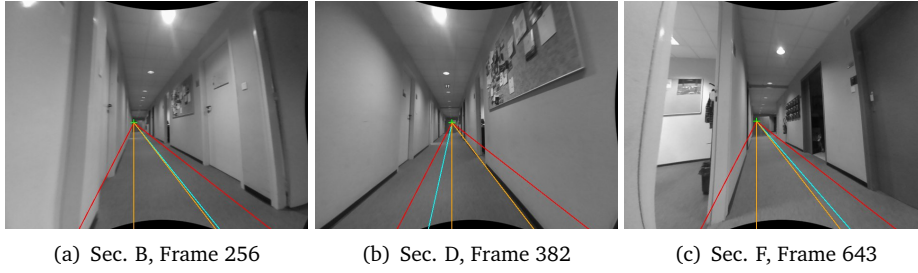 (a) Sec. B, Frame 256
(b) Sec. D, Frame 382
(c) Sec. F, Frame 643